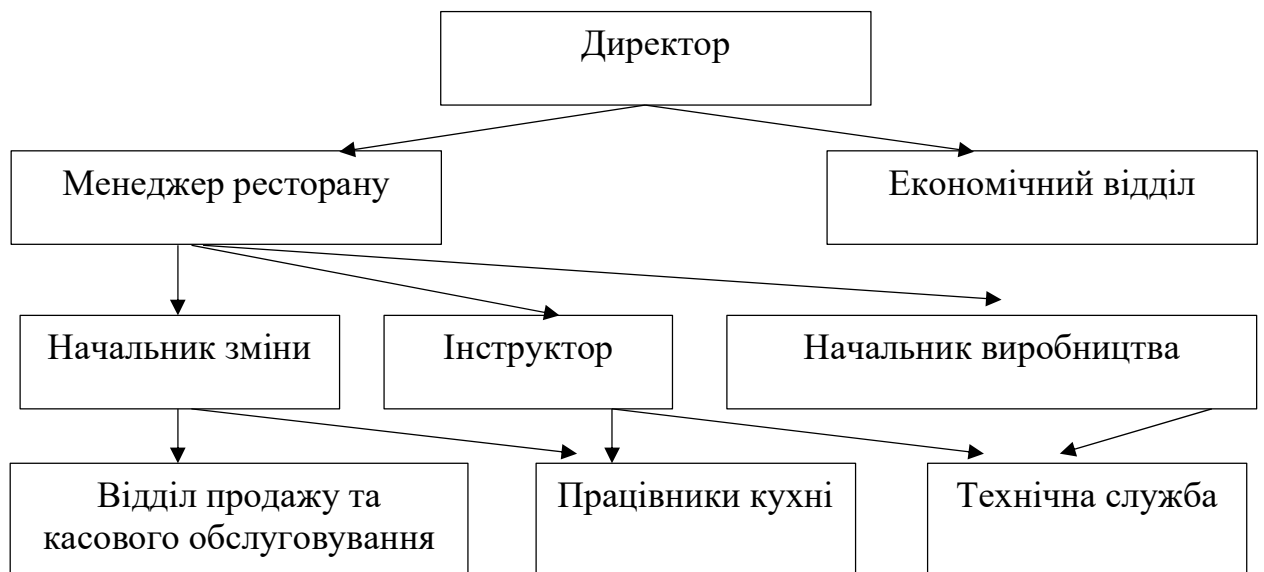 Директор
Менеджер ресторану
Економічний відділ
Начальник зміни
Інструктор
Начальник виробництва
Відділ продажу та
касового обслуговування
Працівники кухні
Технічна служба